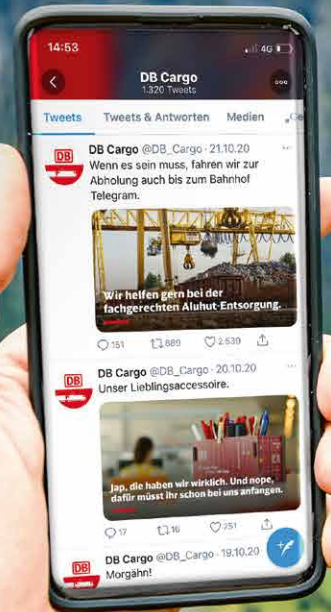 14:53
4G
DB Cargo
1.320 Tweets
Tweets
Tweets & Antworten
Medien
DB
DB Cargo @DB_Cargo · 21.10.20
Wenn es sein muss, fahren wir zur
Abholung auch bis zum Bahnhof
Telegram.
Wir helfen gern bei der
fachgerechten Aluhut-Entsorgung.
151
889
2.530
DB
DB Cargo @DB_Cargo · 20.10.20
Unser Lieblingsaccessoire.
Jap, die haben wir wirklich. Und nope,
dafür müsst ihr schon bei uns anfangen.
17
16
251
DB
DB Cargo @DB_Cargo · 19.10.20
Morgähn!